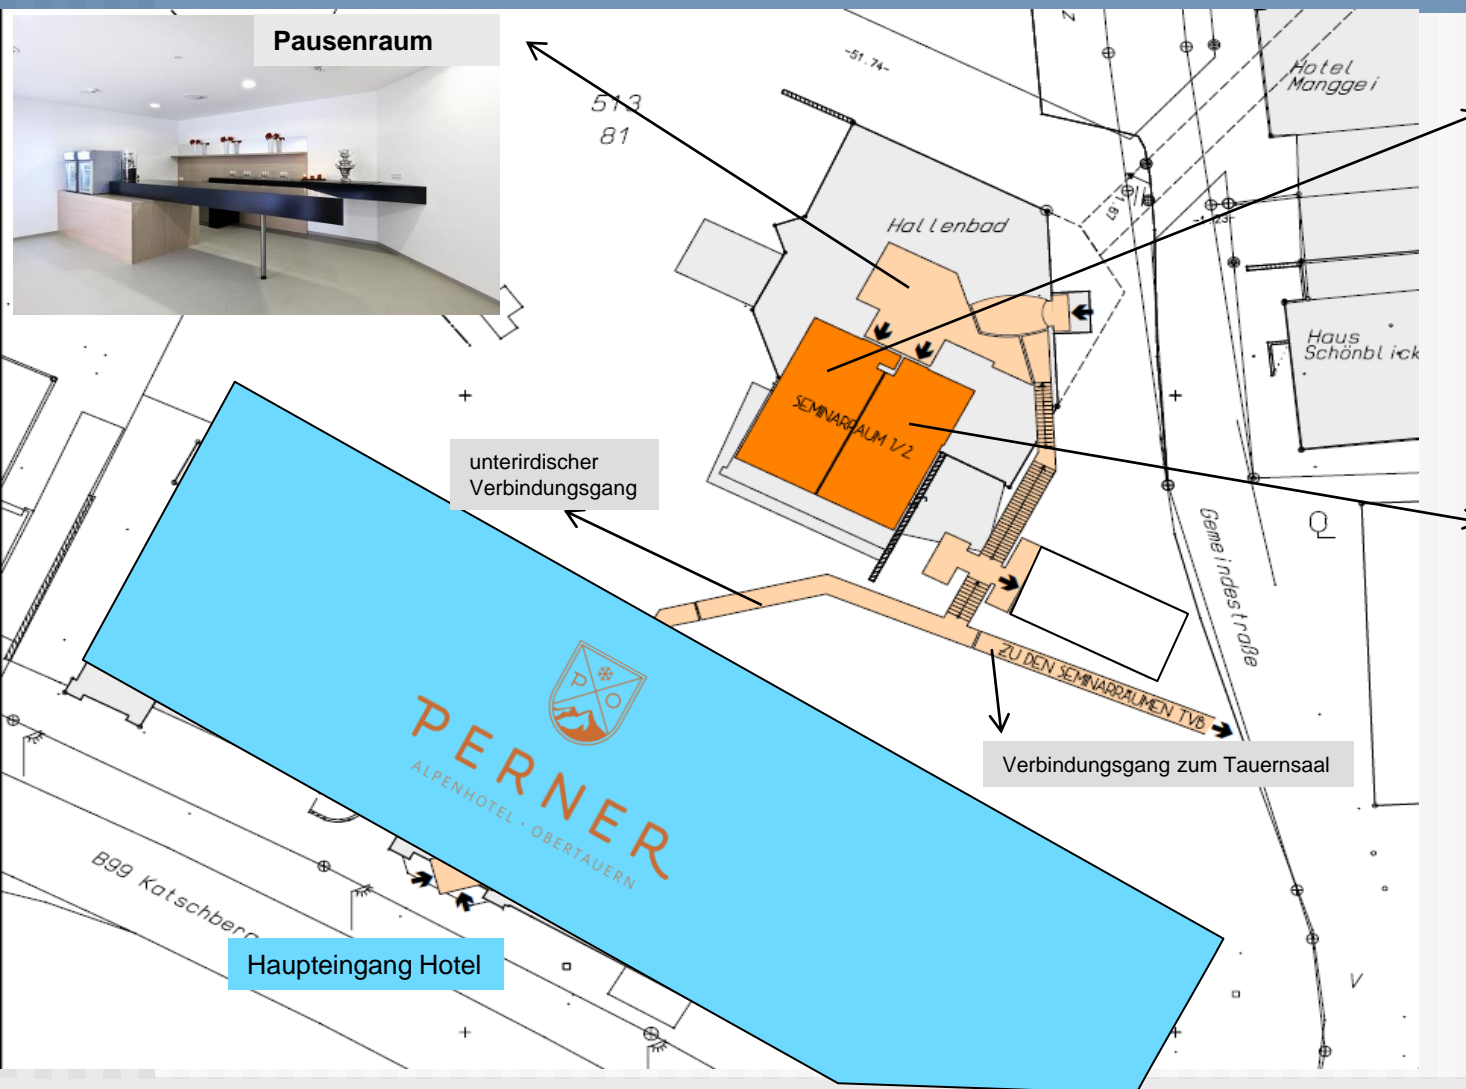 Pausenraum
-51.74-
513
81
Hotel
Manggei
Hallenbad
Haus
Schönblick
SEMINARRAUM 1/2
unterirdischer
Verbindungsgang
Gemeindestraße
ZU DEN SEMINARRÄUMEN TVB
Verbindungsgang zum Tauernsaal
P O
PERNER
ALPENHOTEL · OBERTAUERN
B99 Katschberg
Haupteingang Hotel
V